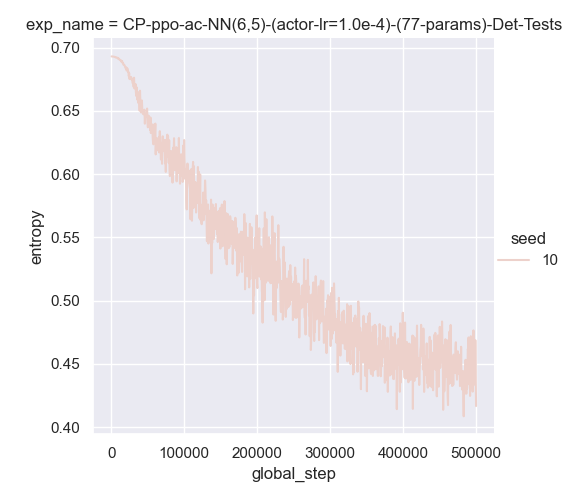 exp_name = CP-ppo-ac-NN(6,5)-(actor-lr=1.0e-4)-(77-params)-Det-Tests
0.70
0.65
0.60
0.55
0.50
0.45
0.40
entropy
0 100000 200000 300000 400000 500000
global_step
seed
10